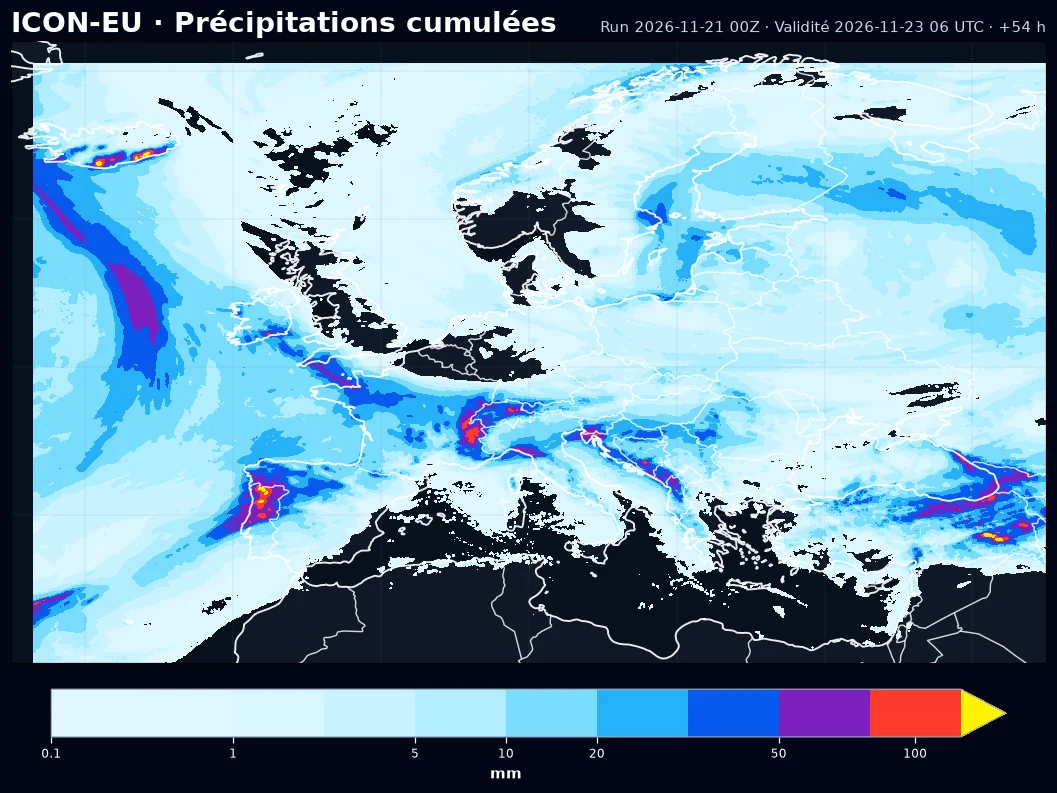 ICON-EU · Précipitations cumulées
Run 2026-11-21 00Z · Validité 2026-11-23 06 UTC · +54 h
0.1 1 5 10 20 50 100
mm